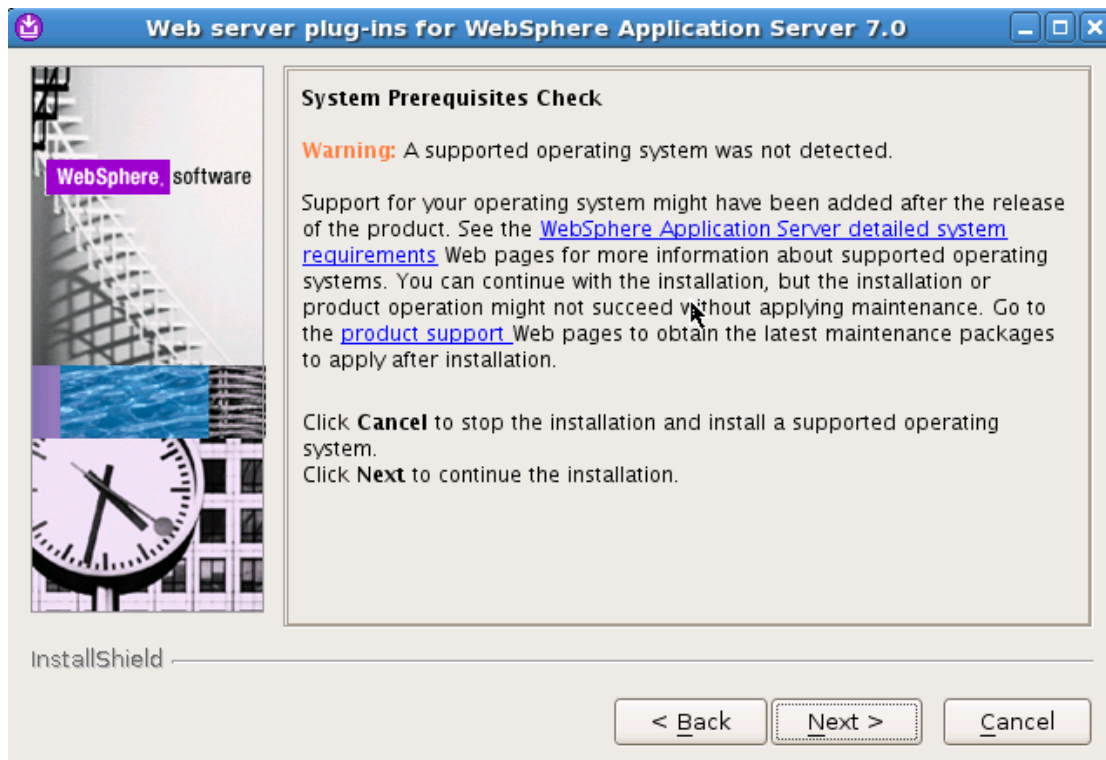 Web server plug-ins for WebSphere Application Server 7.0
WebSphere. software
System Prerequisites Check
Warning: A supported operating system was not detected.
Support for your operating system might have been added after the release
of the product. See the WebSphere Application Server detailed system
requirements Web pages for more information about supported operating
systems. You can continue with the installation, but the installation or
product operation might not succeed without applying maintenance. Go to
the product support Web pages to obtain the latest maintenance packages
to apply after installation.
Click Cancel to stop the installation and install a supported operating
system.
Click Next to continue the installation.
InstallShield
< Back
Next >
Cancel